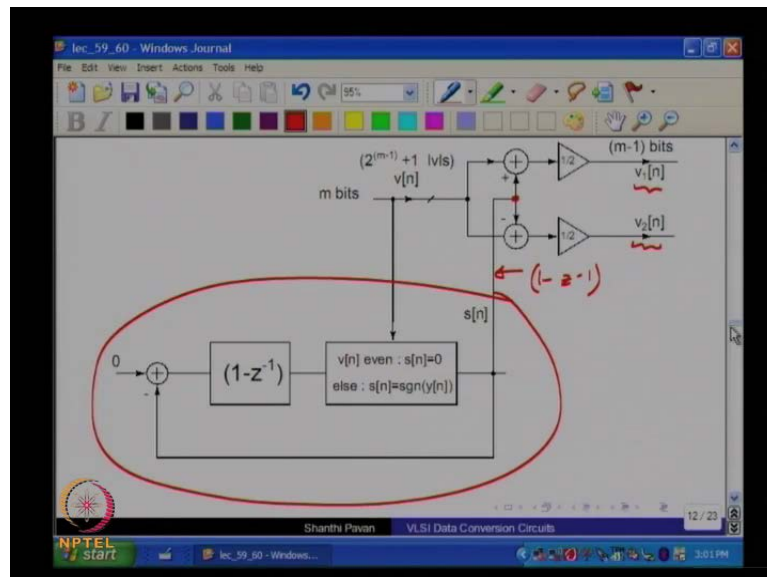 lec_59_60 - Windows Journal
File Edit View Insert Actions Tools Help
95%
B I
(2^(m-1) +1 lvls)
v[n]
m bits
(m-1) bits
+
1/2
v₁[n]
-
1/2
v₂[n]
(1-z-1)
s[n]
0
-
(1-z⁻¹)
v[n] even : s[n]=0
else : s[n]=sgn(y[n])
12 / 23
Shanthi Pavan VLSI Data Conversion Circuits
NPTEL
start
lec_59_60 - Windows...
3:01 PM